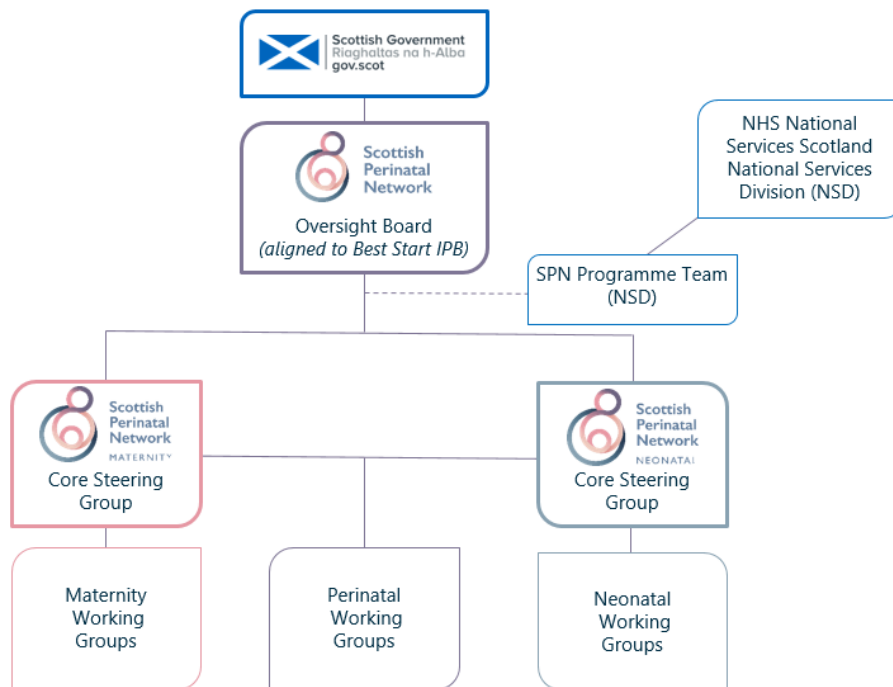 Scottish Government
Riaghaltas na h-Alba
gov.scot
Scottish
Perinatal
Network
Oversight Board
(aligned to Best Start IPB)
NHS National
Services Scotland
National Services
Division (NSD)
SPN Programme Team
(NSD)
Scottish
Perinatal
Network
MATERNITY
Core Steering
Group
Scottish
Perinatal
Network
NEONATAL
Core Steering
Group
Maternity
Working
Groups
Perinatal
Working
Groups
Neonatal
Working
Groups